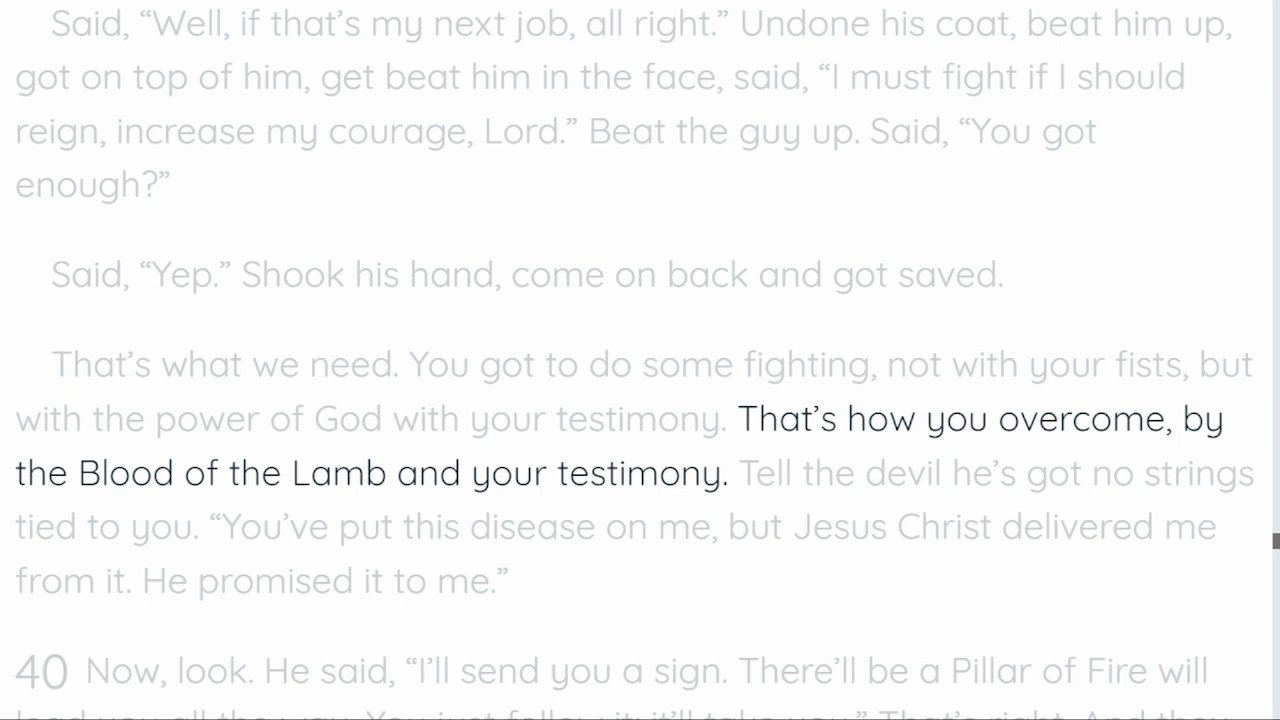 Said, “Well, if that’s my next job, all right.” Undone his coat, beat him up,
got on top of him, get beat him in the face, said, “I must fight if I should
reign, increase my courage, Lord.” Beat the guy up. Said, “You got
enough?”
Said, “Yep.” Shook his hand, come on back and got saved.
That’s what we need. You got to do some fighting, not with your fists, but
with the power of God with your testimony. That’s how you overcome, by
the Blood of the Lamb and your testimony. Tell the devil he’s got no strings
tied to you. “You’ve put this disease on me, but Jesus Christ delivered me
from it. He promised it to me.”
40 Now, look. He said, “I’ll send you a sign. There’ll be a Pillar of Fire will